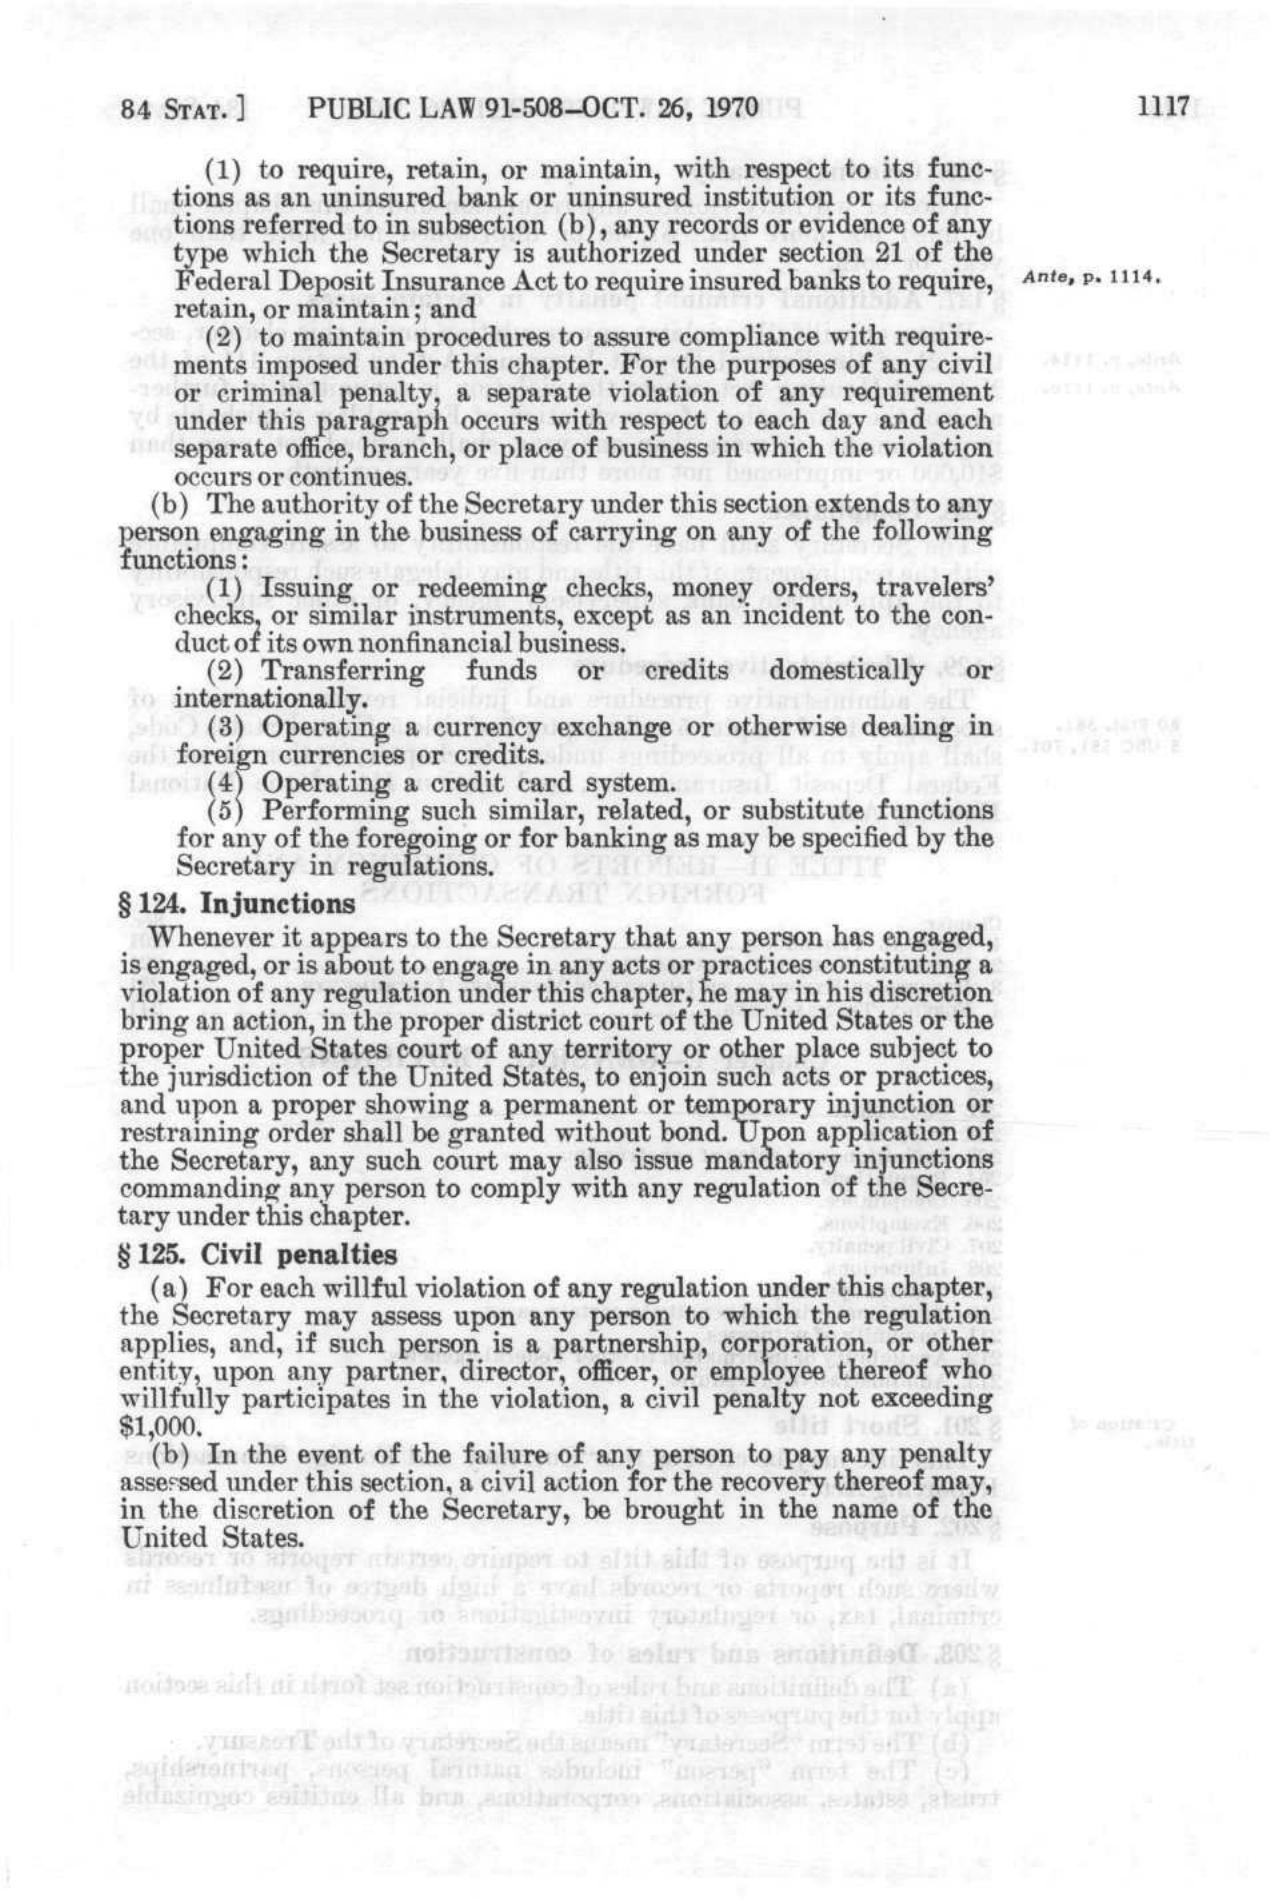 84 STAT. ] PUBLIC LAW 91-508—OCT. 26, 1970 1117
(1) to require, retain, or maintain, with respect to its func-
tions as an uninsured bank or uninsured institution or its func-
tions referred to in subsection (b), any records or evidence of any
type which the Secretary is authorized under section 21 of the
Federal Deposit Insurance Act to require insured banks to require,
Ante, p. 1114.
retain, or maintain; and
(2) to maintain procedures to assure compliance with require-
ments imposed under this chapter. For the purposes of any civil
or criminal penalty, a separate violation of any requirement
under this paragraph occurs with respect to each day and each
separate office, branch, or place of business in which the violation
occurs or continues.
(b) The authority of the Secretary under this section extends to any
person engaging in the business of carrying on any of the following
functions:
(1) Issuing or redeeming checks, money orders, travelers'
checks, or similar instruments, except as an incident to the con-
duct of its own nonfinancial business.
(2) Transferring funds or credits domestically or
internationally.
(3) Operating a currency exchange or otherwise dealing in
foreign currencies or credits.
(4) Operating a credit card system.
(5) Performing such similar, related, or substitute functions
for any of the foregoing or for banking as may be specified by the
Secretary in regulations.
§ 124. Injunctions
Whenever it appears to the Secretary that any person has engaged,
is engaged, or is about to engage in any acts or practices constituting a
violation of any regulation under this chapter, he may in his discretion
bring an action, in the proper district court of the United States or the
proper United States court of any territory or other place subject to
the jurisdiction of the United States, to enjoin such acts or practices,
and upon a proper showing a permanent or temporary injunction or
restraining order shall be granted without bond. Upon application of
the Secretary, any such court may also issue mandatory injunctions
commanding any person to comply with any regulation of the Secre-
tary under this chapter.
§ 125. Civil penalties
(a) For each willful violation of any regulation under this chapter,
the Secretary may assess upon any person to which the regulation
applies, and, if such person is a partnership, corporation, or other
entity, upon any partner, director, officer, or employee thereof who
willfully participates in the violation, a civil penalty not exceeding
$1,000.
(b) In the event of the failure of any person to pay any penalty
assessed under this section, a civil action for the recovery thereof may,
in the discretion of the Secretary, be brought in the name of the
United States.